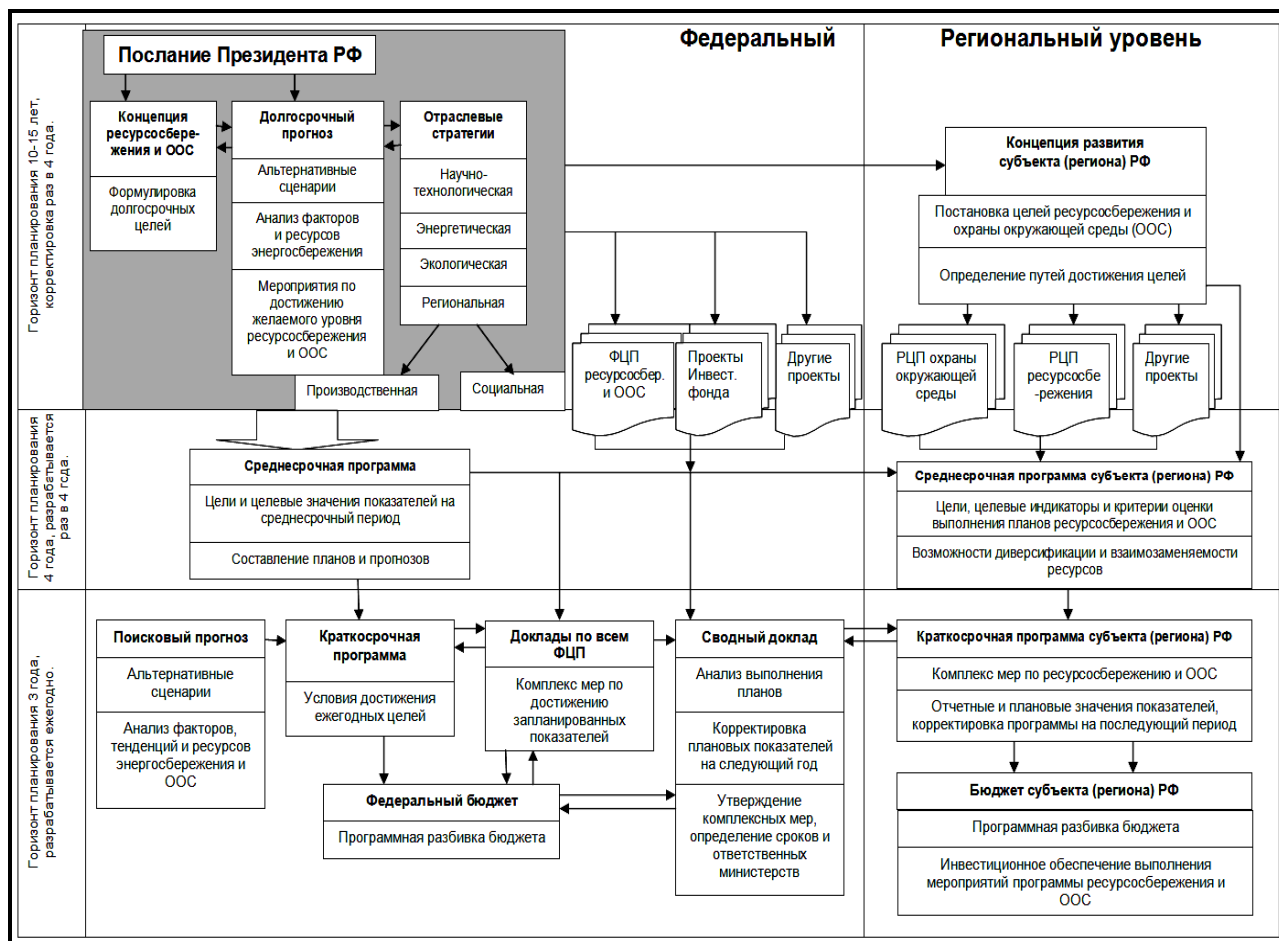 Федеральный
Региональный уровень
Горизонт планирования 10-15 лет,
корректировка раз в 4 года.
Послание Президента РФ
Концепция
ресурсосбере-
жения и ООС
Формулировка
долгосрочных
целей
Долгосрочный
прогноз
Альтернативные
сценарии
Анализ факторов
и ресурсов
энергосбережения
Мероприятия по
достижению
желаемого уровня
ресурсосбережения
и ООС
Отраслевые
стратегии
Научно-
технологическая
Энергетическая
Экологическая
Региональная
Производственная
Социальная
ФЦП
ресурсосбер.
и ООС
Проекты
Инвест.
фонда
Другие
проекты
Концепция развития
субъекта (региона) РФ
Постановка целей ресурсосбережения и
охраны окружающей среды (ООС)
Определение путей достижения целей
РЦП охраны
окружающей
среды
РЦП
ресурсосбе
-режения
Другие
проекты
Горизонт планирования
4 года, разрабатывается
раз в 4 года.
Среднесрочная программа
Цели и целевые значения показателей на
среднесрочный период
Составление планов и прогнозов
Среднесрочная программа субъекта (региона) РФ
Цели, целевые индикаторы и критерии оценки
выполнения планов ресурсосбережения и ООС
Возможности диверсификации и взаимозаменяемости
ресурсов
Горизонт планирования 3 года,
разрабатывается ежегодно.
Поисковый прогноз
Альтернативные
сценарии
Анализ факторов,
тенденций и ресурсов
энергосбережения и
ООС
Краткосрочная
программа
Условия достижения
ежегодных целей
Доклады по всем
ФЦП
Комплекс мер по
достижению
запланированных
показателей
Федеральный бюджет
Программная разбивка бюджета
Сводный доклад
Анализ выполнения
планов
Корректировка
плановых показателей
на следующий год
Утверждение
комплексных мер,
определение сроков и
ответственных
министерств
Краткосрочная программа субъекта (региона) РФ
Комплекс мер по ресурсосбережению и ООС
Отчетные и плановые значения показателей,
корректировка программы на последующий период
Бюджет субъекта (региона) РФ
Программная разбивка бюджета
Инвестиционное обеспечение выполнения
мероприятий программы ресурсосбережения и
ООС